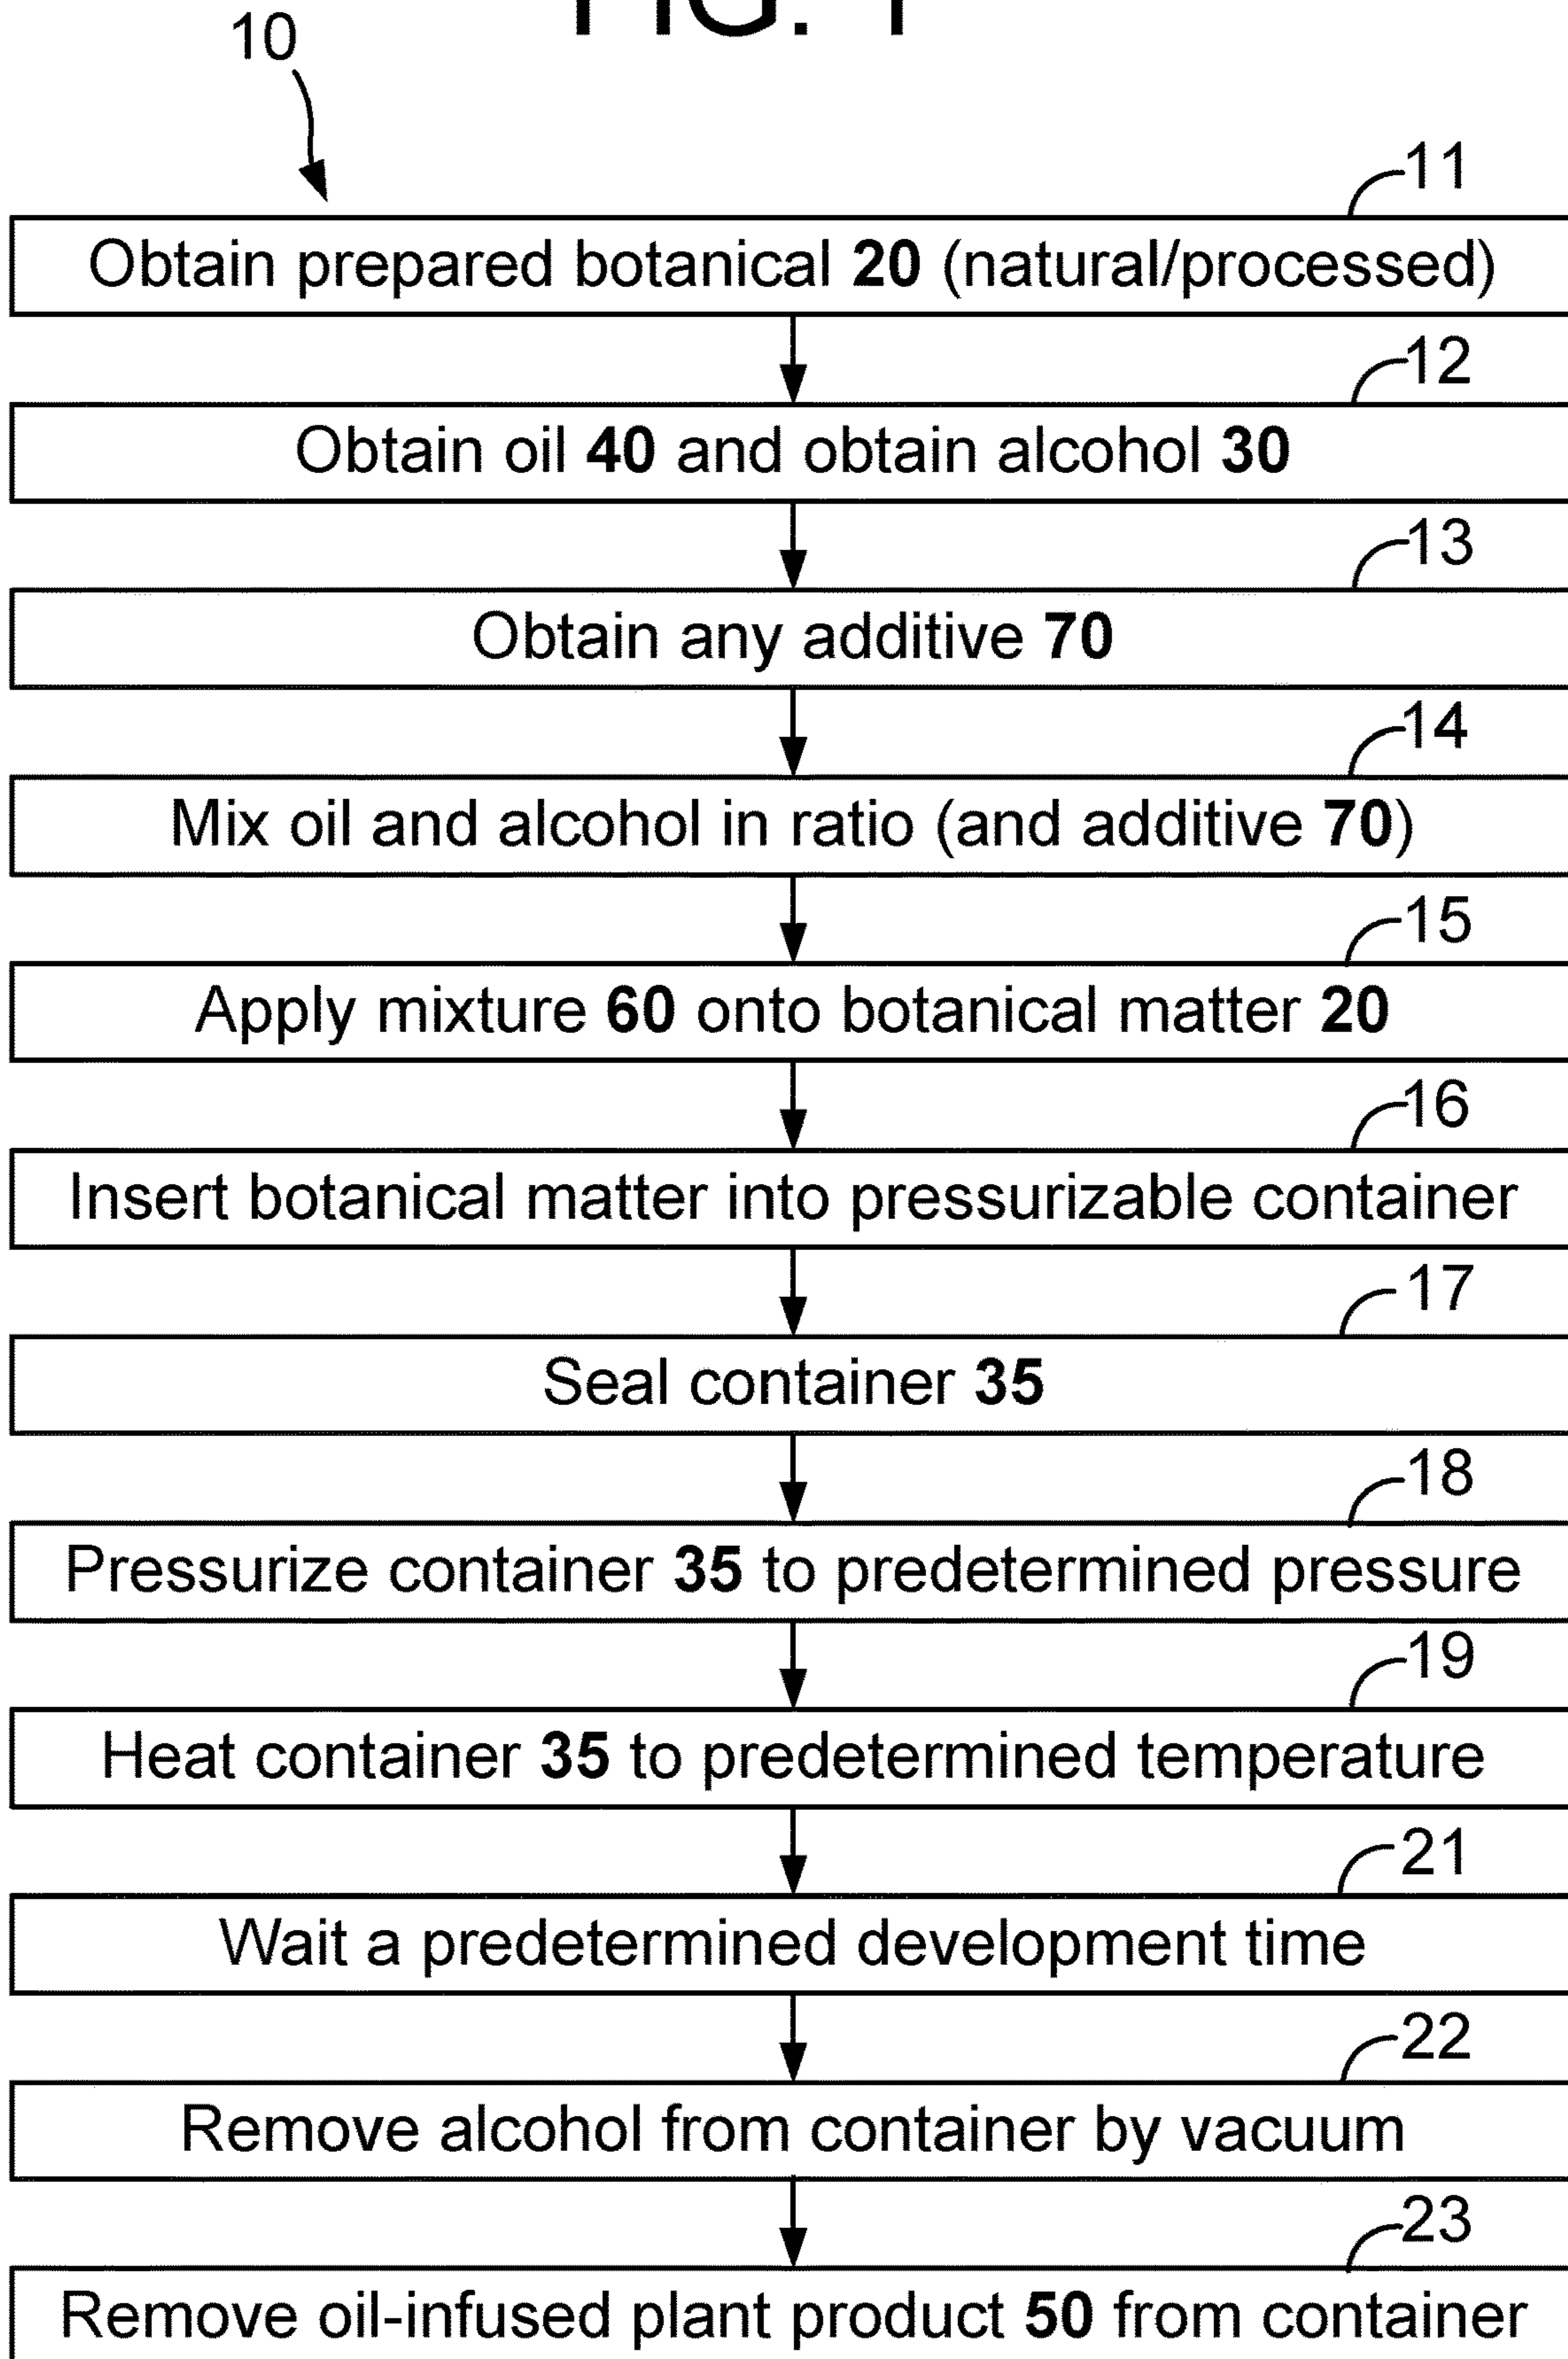 FIG. 1
10
11
Obtain prepared botanical 20 (natural/processed)
12
Obtain oil 40 and obtain alcohol 30
13
Obtain any additive 70
14
Mix oil and alcohol in ratio (and additive 70)
15
Apply mixture 60 onto botanical matter 20
16
Insert botanical matter into pressurizable container
17
Seal container 35
18
Pressurize container 35 to predetermined pressure
19
Heat container 35 to predetermined temperature
21
Wait a predetermined development time
22
Remove alcohol from container by vacuum
23
Remove oil-infused plant product 50 from container